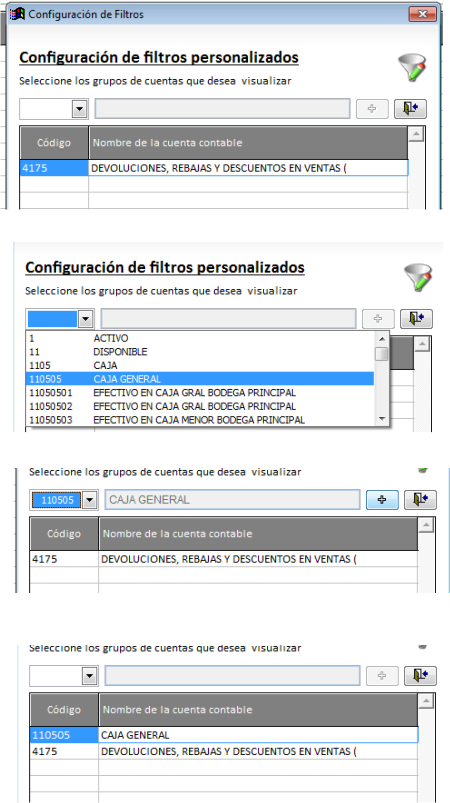 Configuración de Filtros
Configuración de filtros personalizados
Seleccione los grupos de cuentas que desea visualizar
Código Nombre de la cuenta contable
4175 DEVOLUCIONES, REBAJAS Y DESCUENTOS EN VENTAS (
Configuración de filtros personalizados
Seleccione los grupos de cuentas que desea visualizar
1 ACTIVO
11 DISPONIBLE
1105 CAJA
110505 CAJA GENERAL
11050501 EFECTIVO EN CAJA GRAL BODEGA PRINCIPAL
11050502 EFECTIVO EN CAJA GRAL BODEGA PRINCIPAL
11050503 EFECTIVO EN CAJA MENOR BODEGA PRINCIPAL
Seleccione los grupos de cuentas que desea visualizar
110505 CAJA GENERAL
Código Nombre de la cuenta contable
4175 DEVOLUCIONES, REBAJAS Y DESCUENTOS EN VENTAS (
Seleccione los grupos de cuentas que desea visualizar
Código Nombre de la cuenta contable
110505 CAJA GENERAL
4175 DEVOLUCIONES, REBAJAS Y DESCUENTOS EN VENTAS (